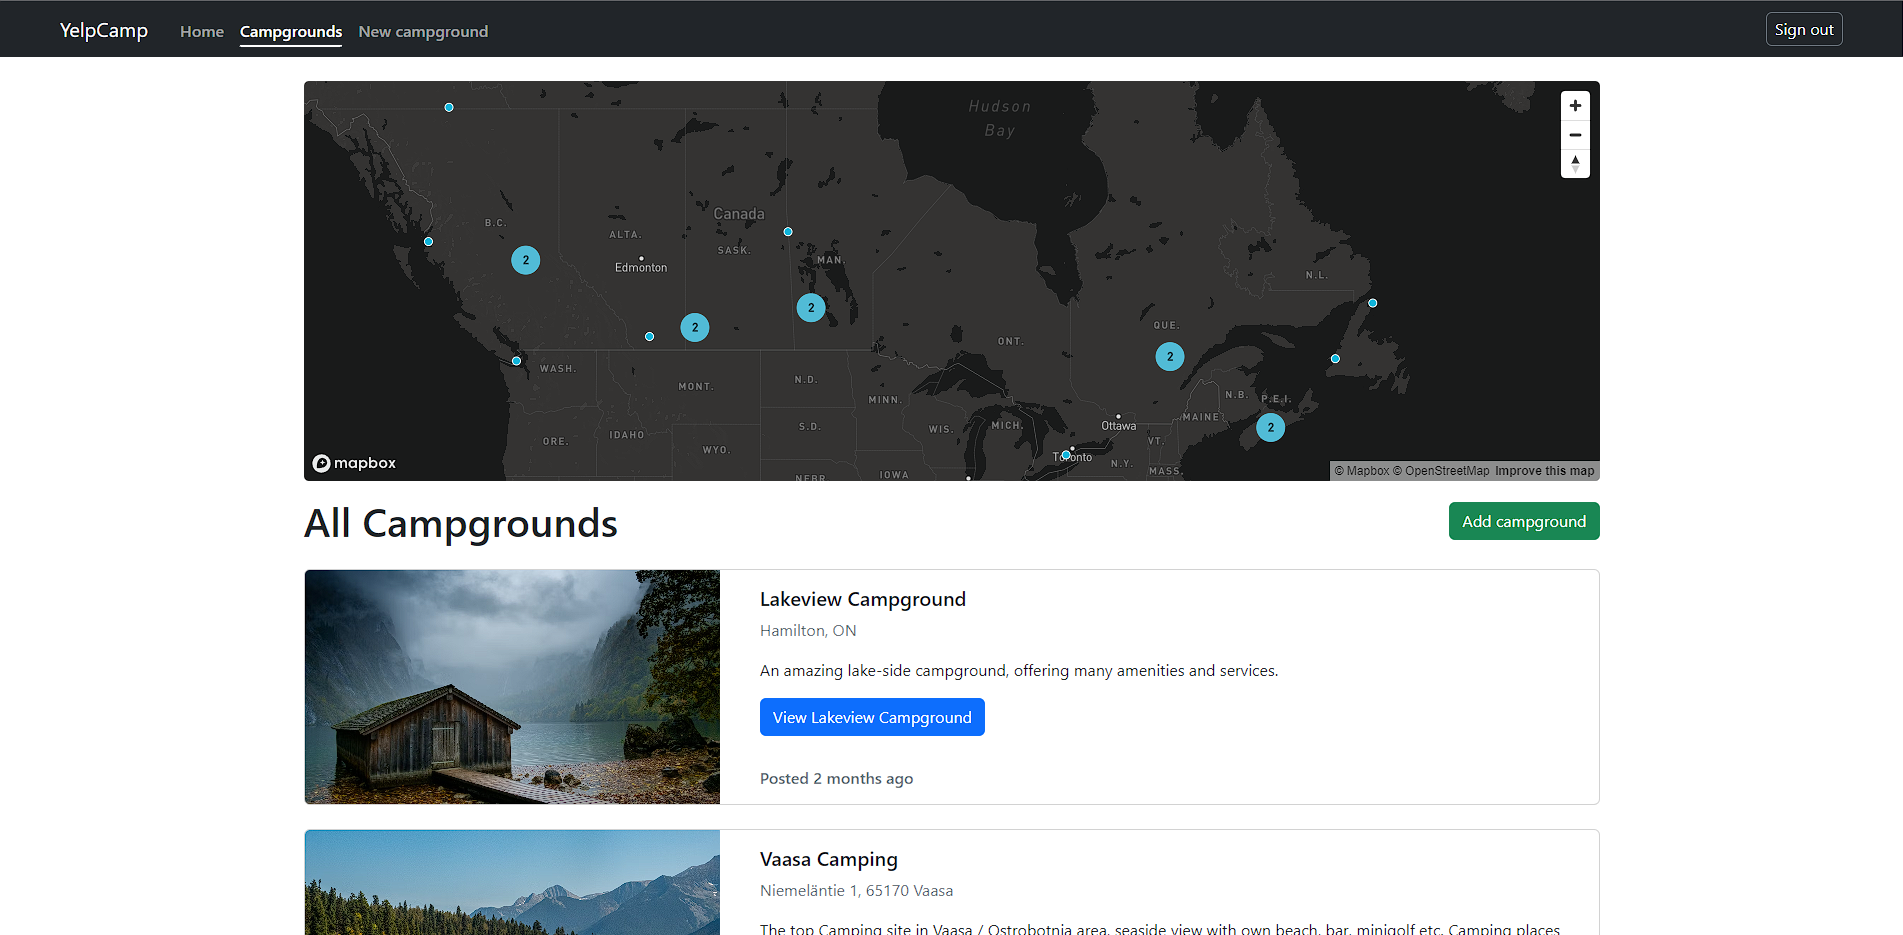 YelpCamp Home Campgrounds New campground Sign out
Hudson
Bay
Canada
B.C.
ALTA.
SASK.
MAN.
Edmonton
N.L.
2
2
2
2
2
QUE.
ONT.
WASH.
MONT.
N.D.
MINN.
N.B.
P.E.I.
MAINE
Ottawa
ORE.
IDAHO
WYO.
S.D.
WIS.
MICH.
VT.
Toronto
N.Y.
MASS.
NEBR.
IOWA
mapbox
© Mapbox © OpenStreetMap Improve this map
All Campgrounds
Add campground
Lakeview Campground
Hamilton, ON
An amazing lake-side campground, offering many amenities and services.
View Lakeview Campground
Posted 2 months ago
Vaasa Camping
Niemeläntie 1, 65170 Vaasa
The top Camping site in Vaasa / Ostrobotnia area, seaside view with own beach, bar, minigolf etc. Camping places